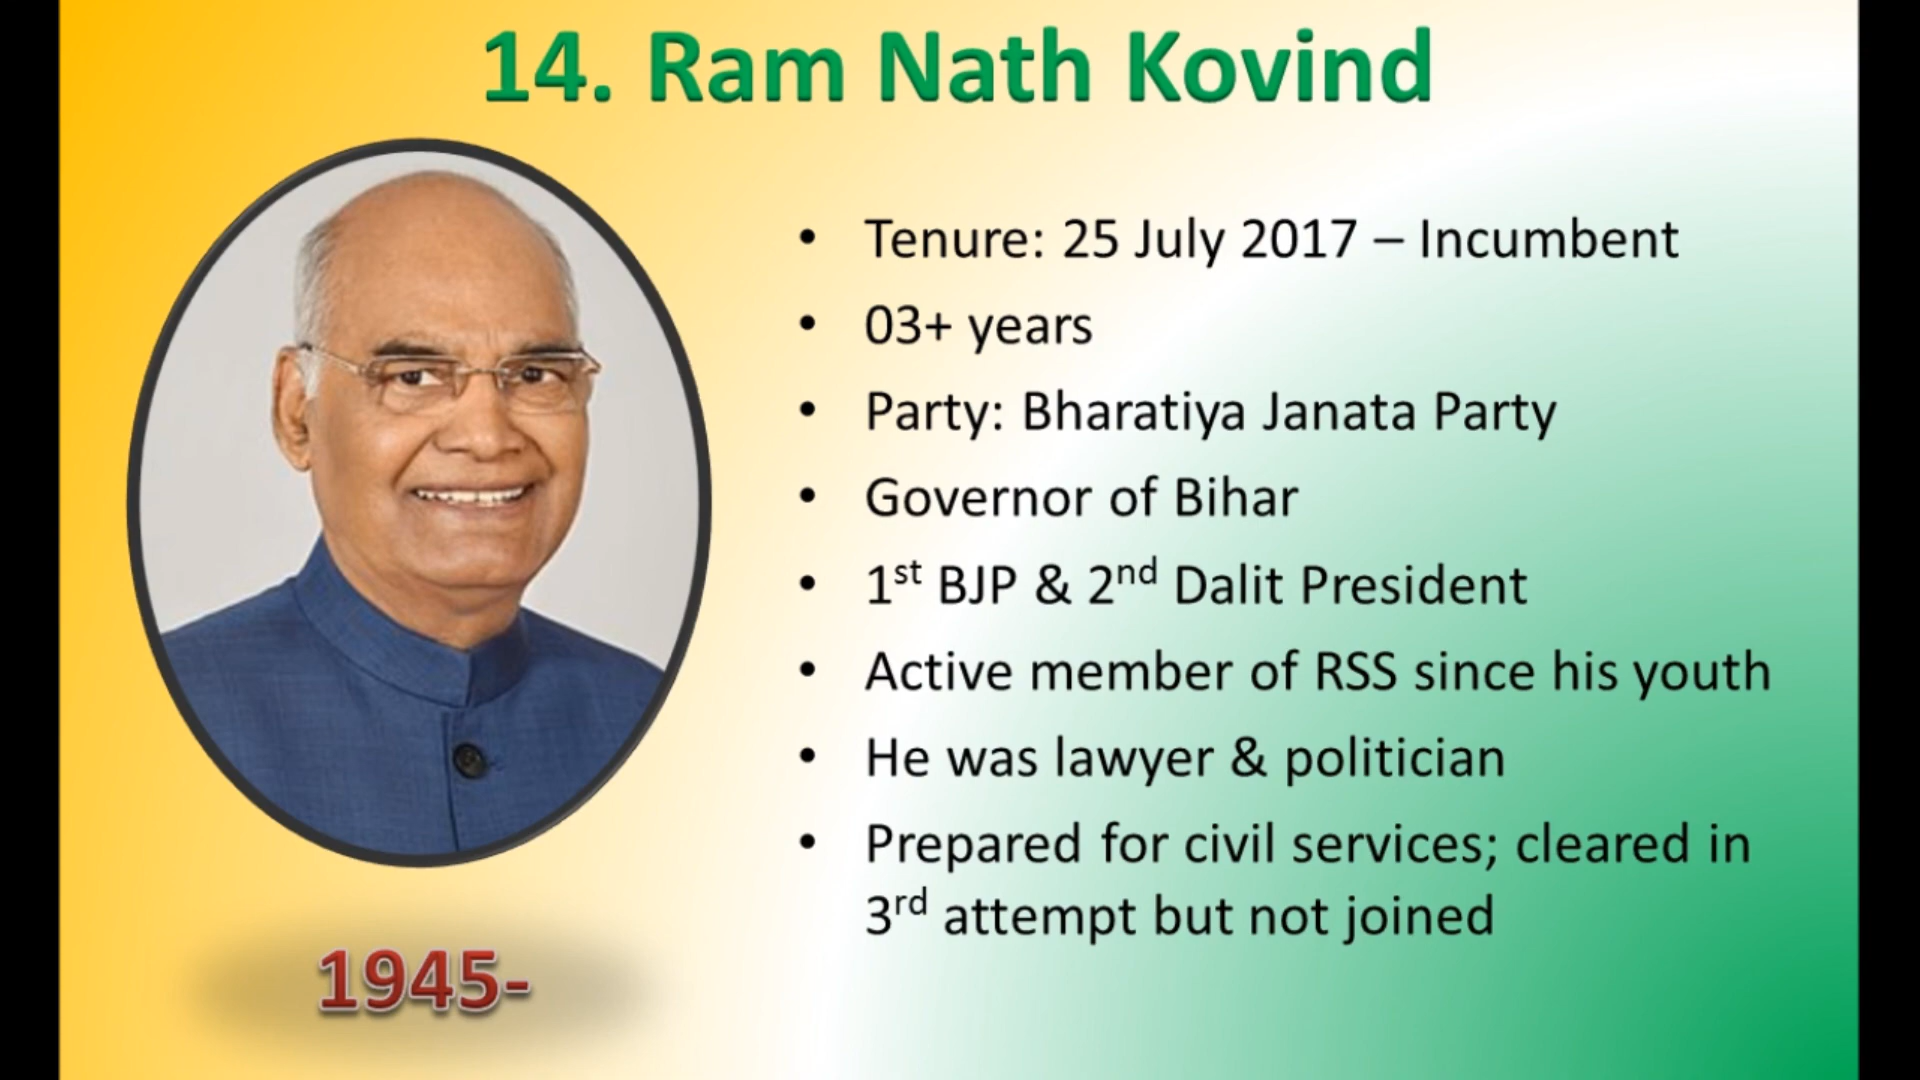 14. Ram Nath Kovind
• Tenure: 25 July 2017 – Incumbent
• 03+ years
• Party: Bharatiya Janata Party
• Governor of Bihar
• 1st BJP & 2nd Dalit President
• Active member of RSS since his youth
• He was lawyer & politician
• Prepared for civil services; cleared in
3rd attempt but not joined
1945-